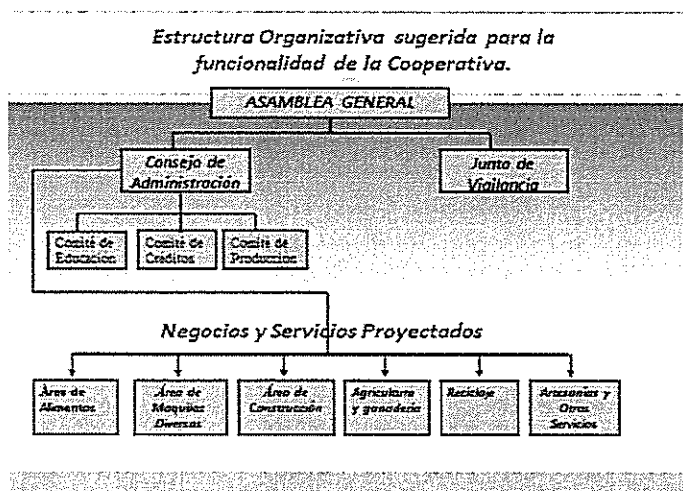 Estructura Organizativa sugerida para la
funcionalidad de la Cooperativa.
ASAMBLEA GENERAL
Consejo de
Administración
Junta de
Vigilancia
Comité de
Educación
Comité de
Créditos
Comité de
Producción
Negocios y Servicios Proyectados
Área de
Alimentos
Área de
Maquilas
Diversas
Área de
Construcción
Agricultura
y ganadería
Reciclaje
Artesanías y
Otros
Servicios